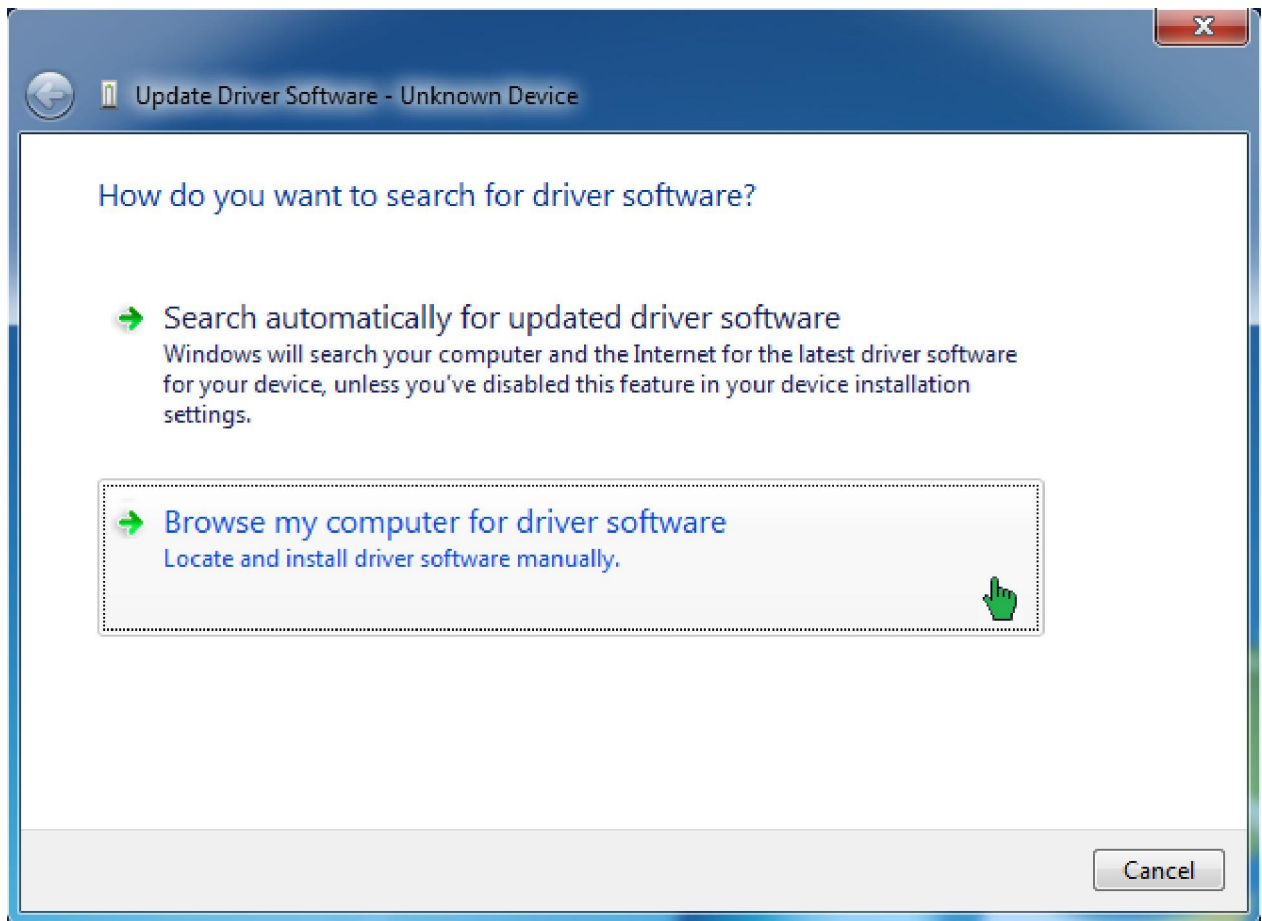 Update Driver Software - Unknown Device
How do you want to search for driver software?
Search automatically for updated driver software
Windows will search your computer and the Internet for the latest driver software
for your device, unless you've disabled this feature in your device installation
settings.
Browse my computer for driver software
Locate and install driver software manually.
Cancel